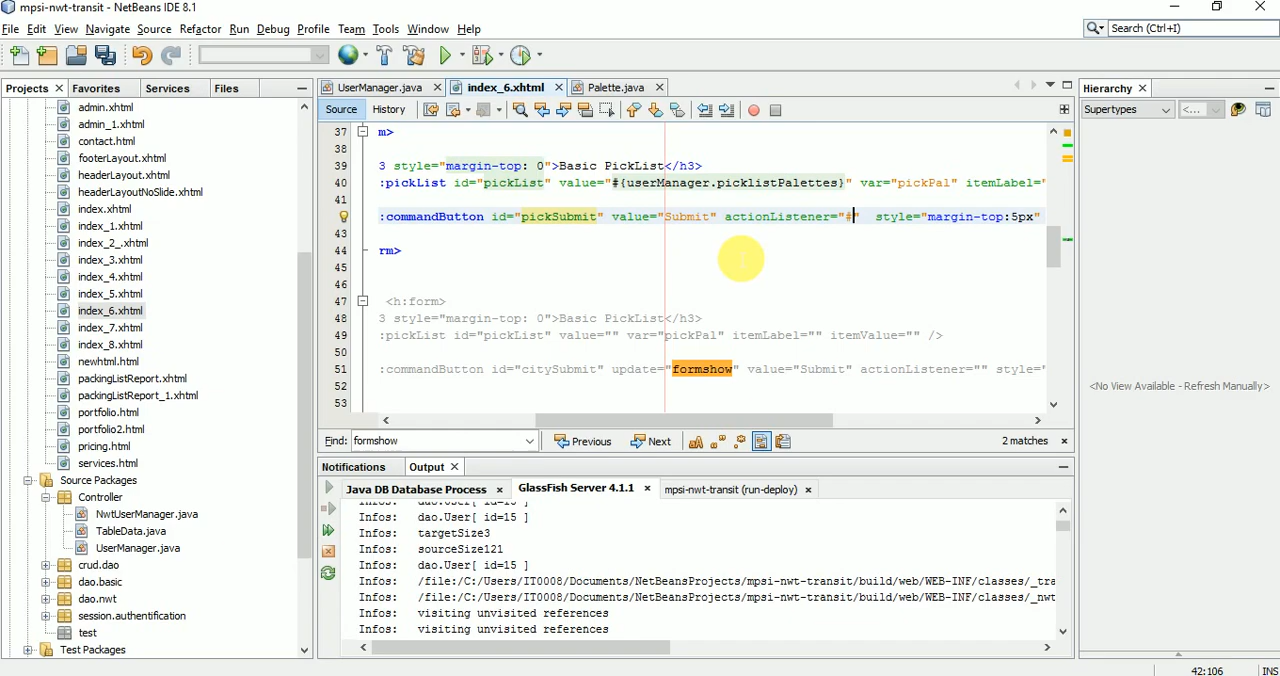 mpsi-nwt-transit - NetBeans IDE 8.1
File Edit View Navigate Source Refactor Run Debug Profile Team Tools Window Help
Search (Ctrl+I)
Projects Favorites Services Files
UserManager.java index_6.xhtml Palette.java
Hierarchy
Source History
Supertypes <...
admin.xhtml
admin_1.xhtml
contact.html
footerLayout.xhtml
headerLayout.xhtml
headerLayoutNoSlide.xhtml
index.xhtml
index_1.xhtml
index_2_.xhtml
index_3.xhtml
index_4.xhtml
index_5.xhtml
index_6.xhtml
index_7.xhtml
index_8.xhtml
newhtml.html
packingListReport.xhtml
packingListReport_1.xhtml
portfolio.html
portfolio2.html
pricing.html
services.html
Source Packages
Controller
NwtUserManager.java
TableData.java
UserManager.java
crud.dao
dao.basic
dao.nwt
session.authentification
test
Test Packages
37 m>
38
39 3 style="margin-top: 0">Basic PickList</h3>
40 :pickList id="pickList" value="#{userManager.picklistPalettes}" var="pickPal" itemLabel="
41
42 :commandButton id="pickSubmit" value="Submit" actionListener="#" style="margin-top:5px"
43
44 rm>
45
46
47 <h:form>
48 3 style="margin-top: 0">Basic PickList</h3>
49 :pickList id="pickList" value="" var="pickPal" itemLabel="" itemValue="" />
50
51 :commandButton id="citySubmit" update="formshow" value="Submit" actionListener="" style="
52
53
Find: formshow Previous Next 2 matches
Notifications Output
Java DB Database Process GlassFish Server 4.1.1 mpsi-nwt-transit (run-deploy)
Infos: dao.User[ id=15 ]
Infos: dao.User[ id=15 ]
Infos: targetSize3
Infos: sourceSize121
Infos: dao.User[ id=15 ]
Infos: /file:/C:/Users/IT0008/Documents/NetBeansProjects/mpsi-nwt-transit/build/web/WEB-INF/classes/_tra
Infos: /file:/C:/Users/IT0008/Documents/NetBeansProjects/mpsi-nwt-transit/build/web/WEB-INF/classes/_nwt
Infos: visiting unvisited references
Infos: visiting unvisited references
<No View Available - Refresh Manually>
42:106 INS